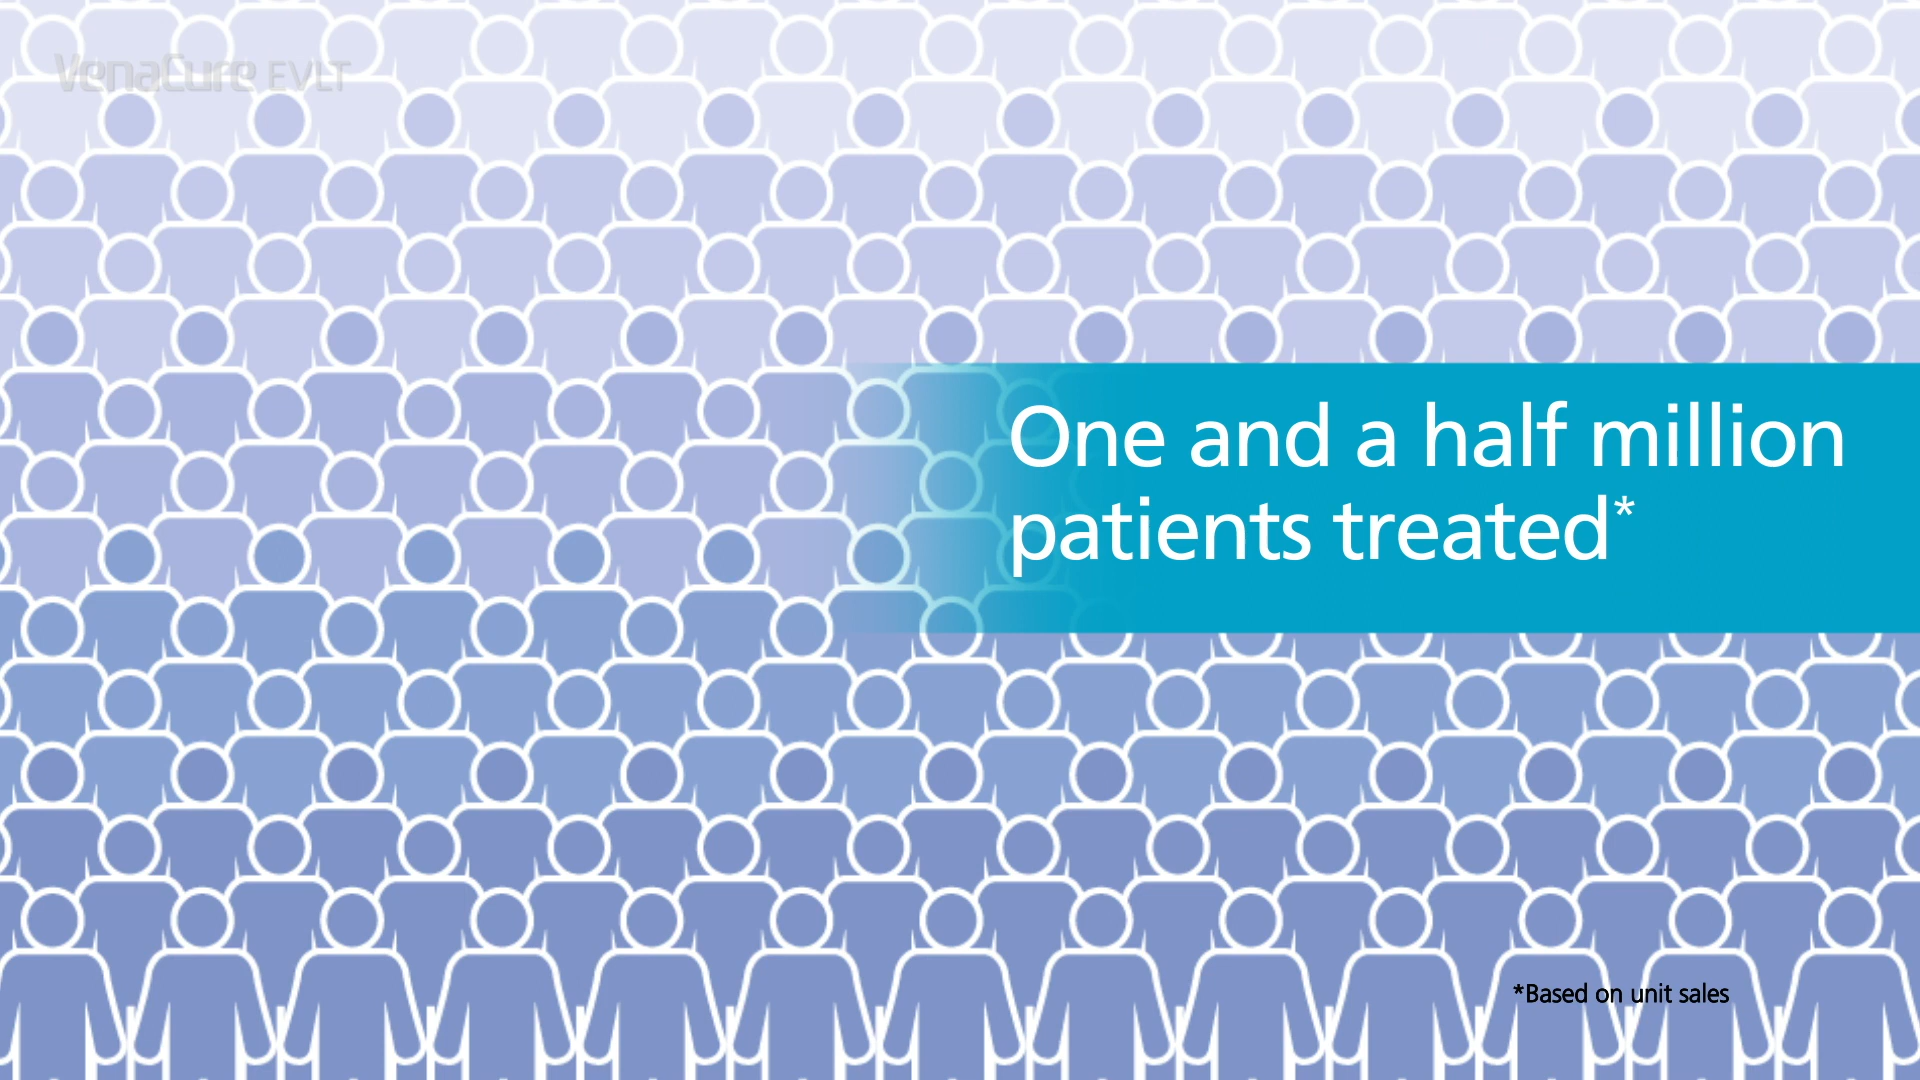 VenaCure EVLT
One and a half million
patients treated*
*Based on unit sales